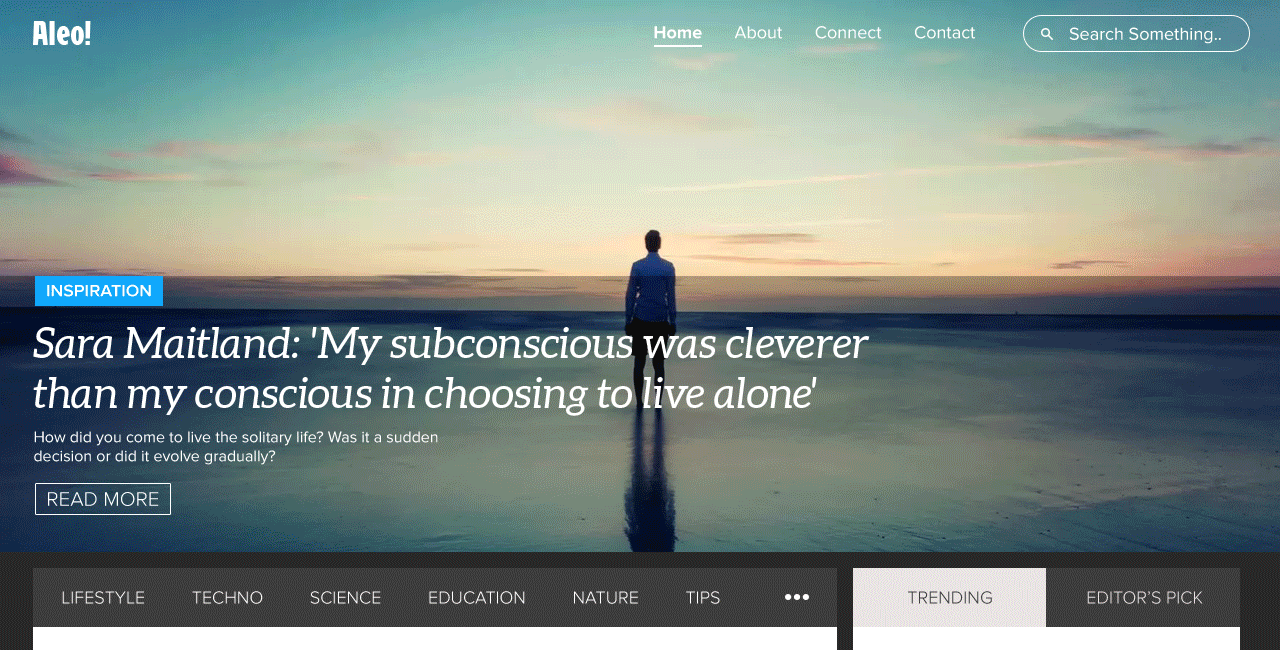 Aleo!
Home About Connect Contact Search Something..
INSPIRATION
Sara Maitland: 'My subconscious was cleverer
than my conscious in choosing to live alone'
How did you come to live the solitary life? Was it a sudden
decision or did it evolve gradually?
READ MORE
LIFESTYLE TECHNO SCIENCE EDUCATION NATURE TIPS •••
TRENDING EDITOR'S PICK